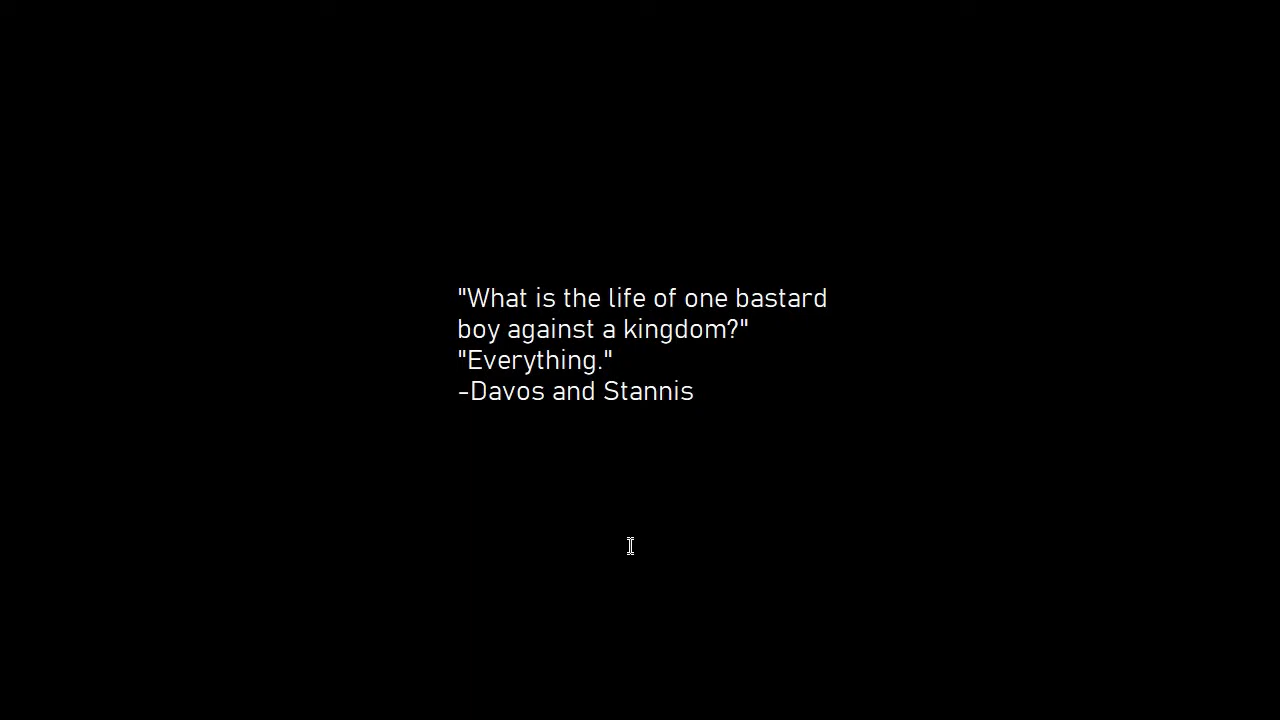 "What is the life of one bastard
boy against a kingdom?"
"Everything."
-Davos and Stannis